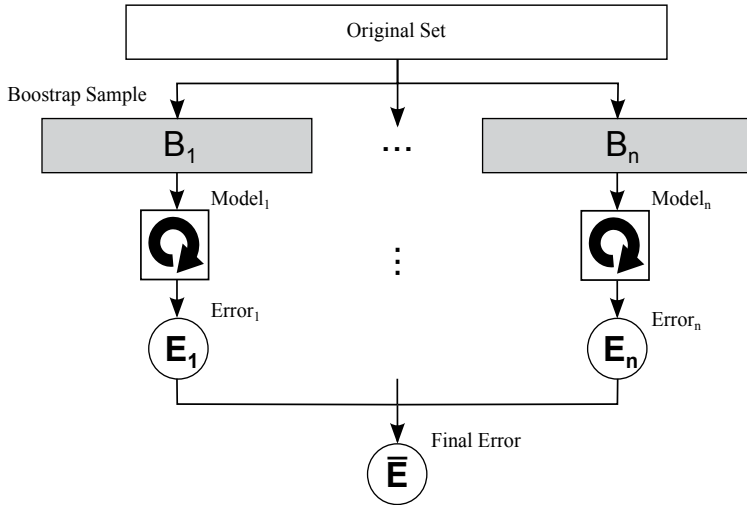 Original Set
Boostrap Sample
B₁
...
Bₙ
Model₁
Modelₙ
⋮
Error₁
Errorₙ
E₁
Eₙ
Final Error
E̅